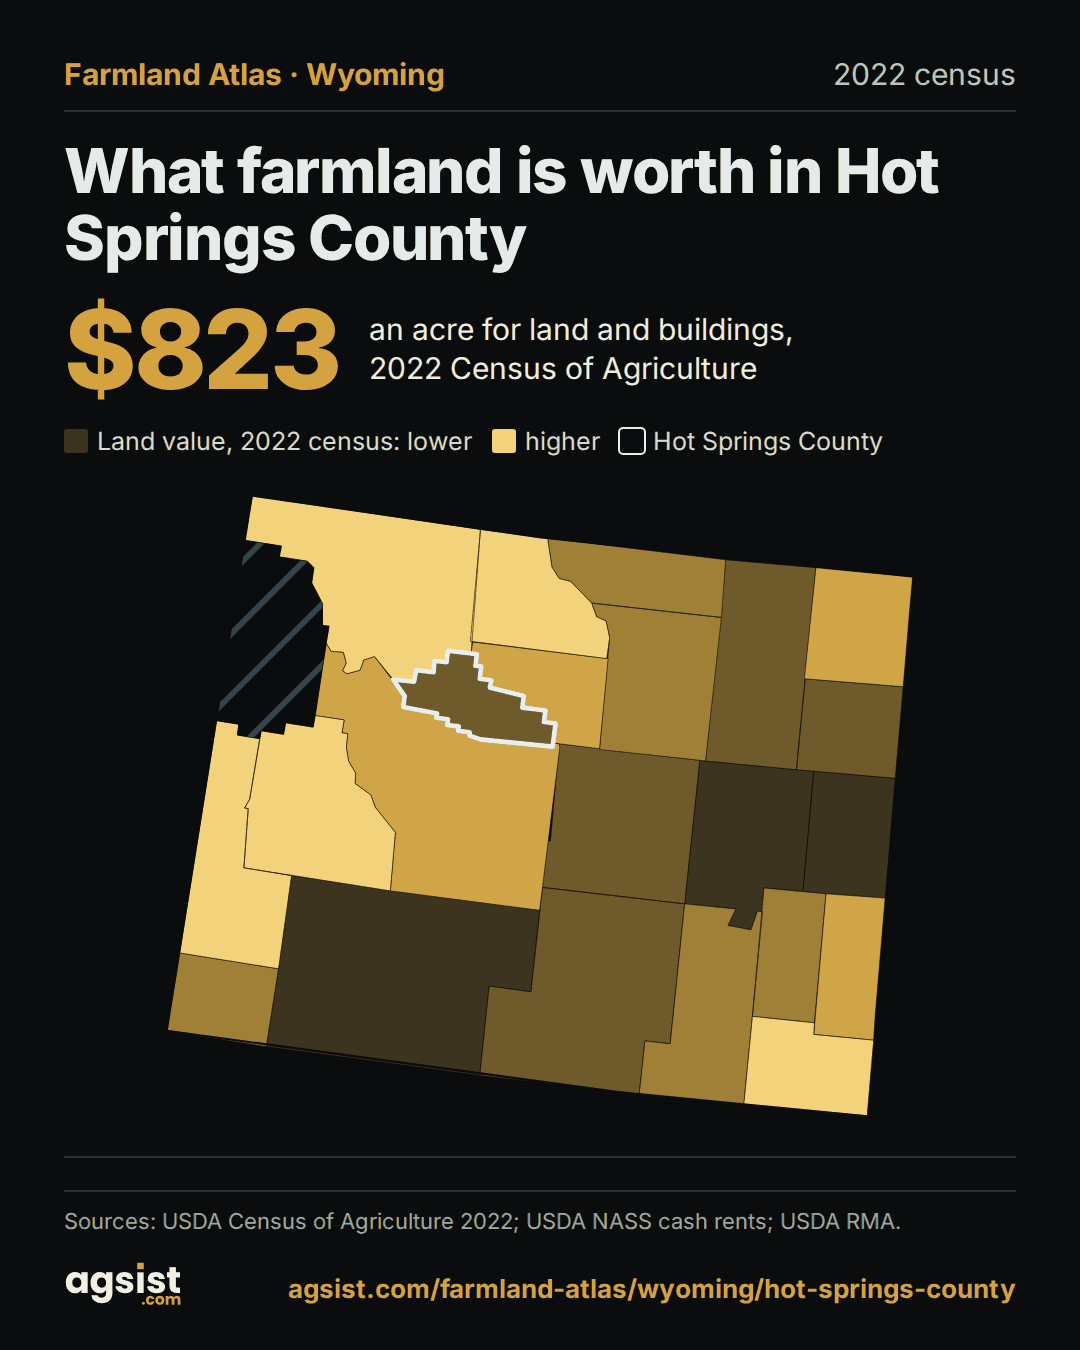 Farmland Atlas · Wyoming
2022 census
What farmland is worth in Hot
Springs County
$823
an acre for land and buildings,
2022 Census of Agriculture
Land value, 2022 census: lower
higher
Hot Springs County
Sources: USDA Census of Agriculture 2022; USDA NASS cash rents; USDA RMA.
agsist
.com
agsist.com/farmland-atlas/wyoming/hot-springs-county